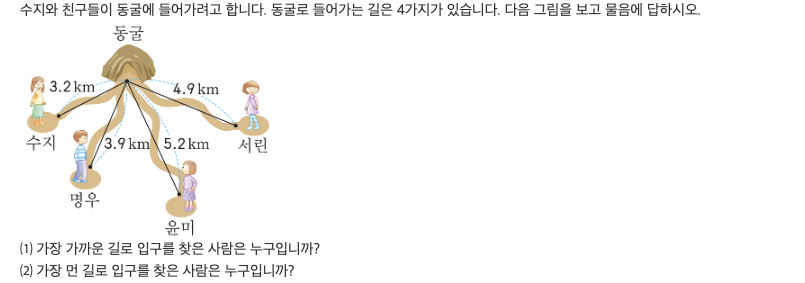 수지와 친구들이 동굴에 들어가려고 합니다. 동굴로 들어가는 길은 4가지가 있습니다. 다음 그림을 보고 물음에 답하시오.
동굴
3.2 km
4.9 km
수지
3.9 km
5.2 km
서린
명우
윤미
(1) 가장 가까운 길로 입구를 찾은 사람은 누구입니까?
(2) 가장 먼 길로 입구를 찾은 사람은 누구입니까?